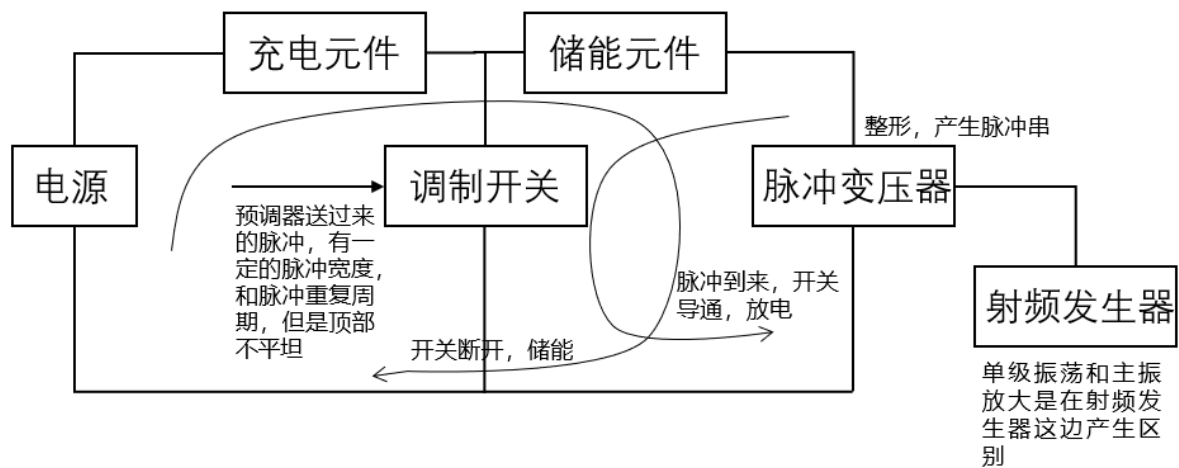 充电元件
储能元件
整形，产生脉冲串
电源
调制开关
脉冲变压器
预调器送过来
的脉冲，有一
定的脉冲宽度，
和脉冲重复周
期，但是顶部
不平坦
脉冲到来，开关
导通，放电
射频发生器
开关断开，储能
单级振荡和主振
放大是在射频发
生器这边产生区
别